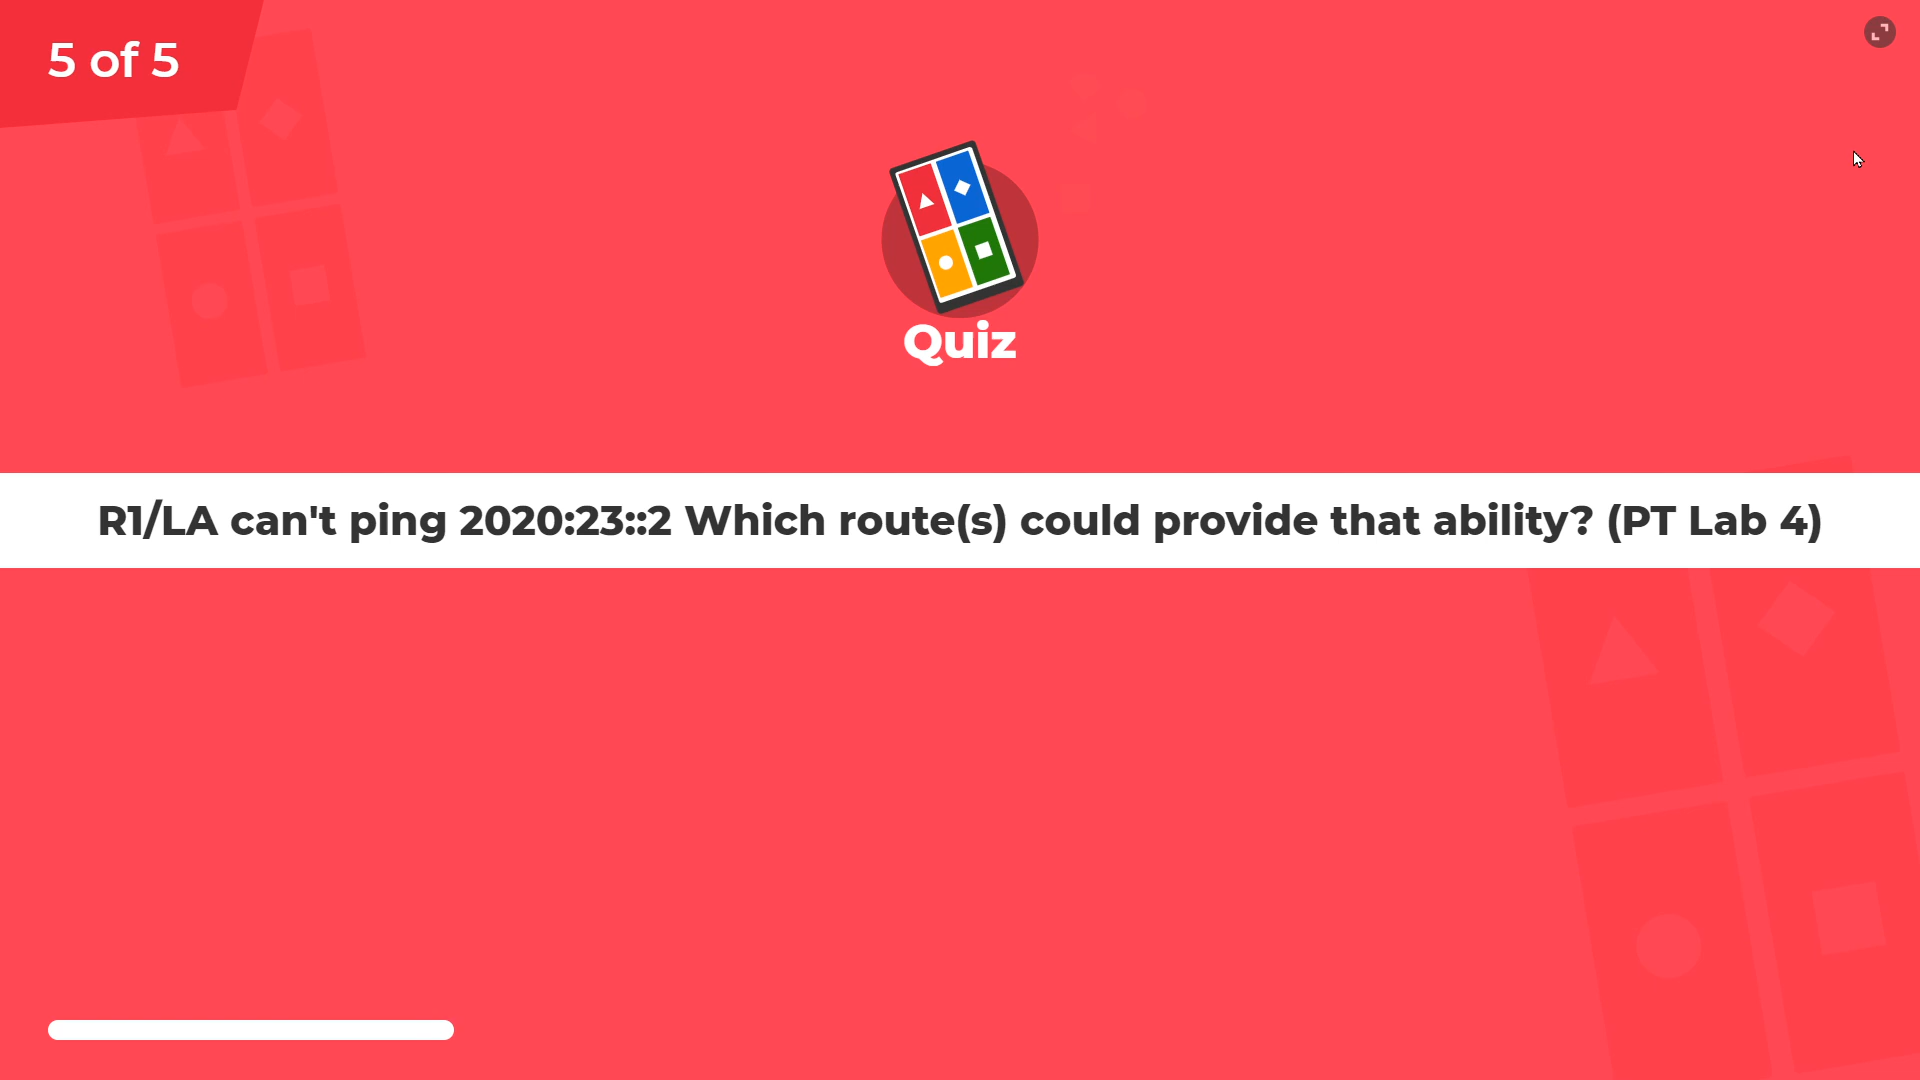 5 of 5
Quiz
R1/LA can't ping 2020:23::2 Which route(s) could provide that ability? (PT Lab 4)